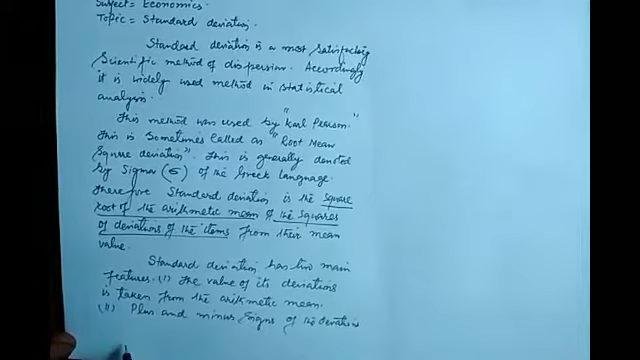 Subject = Economics.
Topic = Standard deviation.
Standard deviation is a most satisfactory
Scientific method of dispersion. Accordingly
it is widely used method in statistical
analysis.
This method was used by "Karl Pearson."
This is sometimes called as "Root Mean
Square deviation". This is generally denoted
by Sigma (σ) of the Greek language.
Therefore Standard deviation is the square
root of the arithmetic mean of the squares
of deviations of the items from their mean
value.
Standard deviation has two main
features. (i) The value of its deviations
is taken from the arithmetic mean.
(ii) Plus and minus signs of the deviations